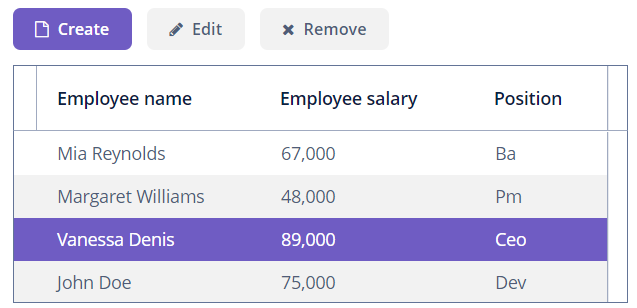 Create Edit Remove
Employee name Employee salary Position
Mia Reynolds 67,000 Ba
Margaret Williams 48,000 Pm
Vanessa Denis 89,000 Ceo
John Doe 75,000 Dev